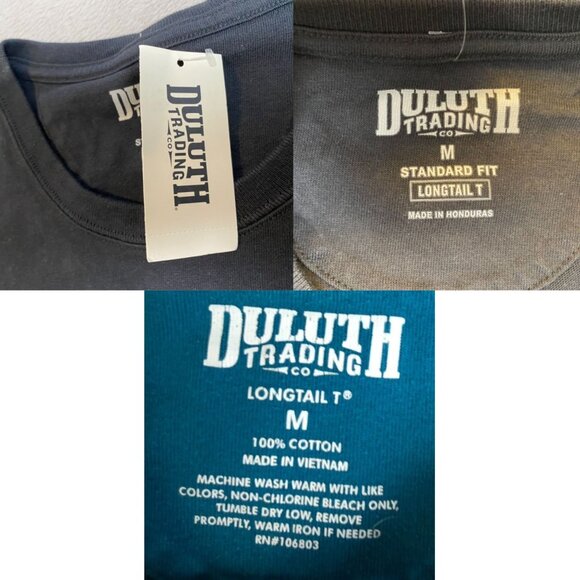 DULUTH
TRADING
CO
DULUTH
TRADING
CO
M
STANDARD FIT
LONGTAIL T
MADE IN HONDURAS
DULUTH
TRADING
CO
LONGTAIL T®
M
100% COTTON
MADE IN VIETNAM
MACHINE WASH WARM WITH LIKE
COLORS, NON-CHLORINE BLEACH ONLY,
TUMBLE DRY LOW, REMOVE
PROMPTLY, WARM IRON IF NEEDED
RN#106803